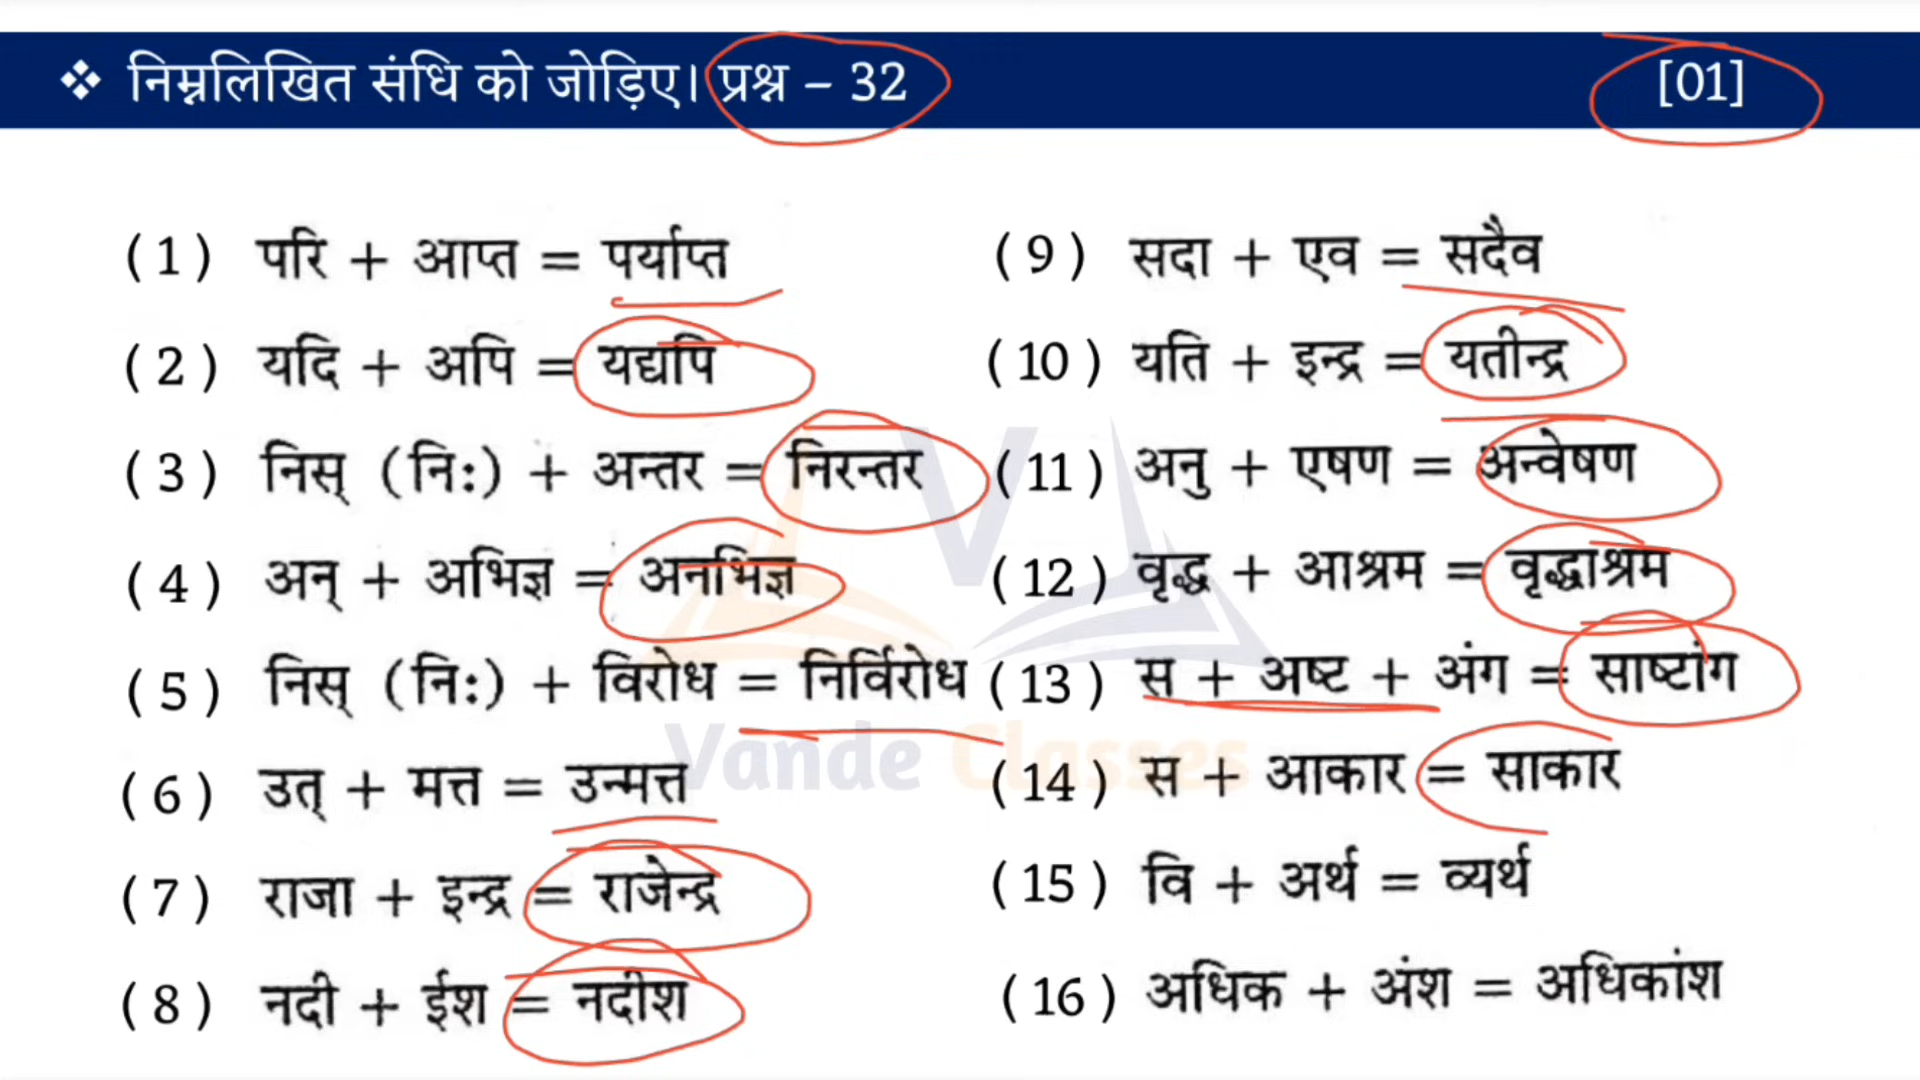 ❖ निम्नलिखित संधि को जोड़िए। प्रश्न – 32 [01]
(1) परि + आप्त = पर्याप्त
(2) यदि + अपि = यद्यपि
(3) निस् (नि:) + अन्तर = निरन्तर
(4) अन् + अभिज्ञ = अनभिज्ञ
(5) निस् (नि:) + विरोध = निर्विरोध
(6) उत् + मत्त = उन्मत्त
(7) राजा + इन्द्र = राजेन्द्र
(8) नदी + ईश = नदीश
(9) सदा + एव = सदैव
(10) यति + इन्द्र = यतीन्द्र
(11) अनु + एषण = अन्वेषण
(12) वृद्ध + आश्रम = वृद्धाश्रम
(13) स + अष्ट + अंग = साष्टांग
(14) स + आकार = साकार
(15) वि + अर्थ = व्यर्थ
(16) अधिक + अंश = अधिकांश
Vande Classes